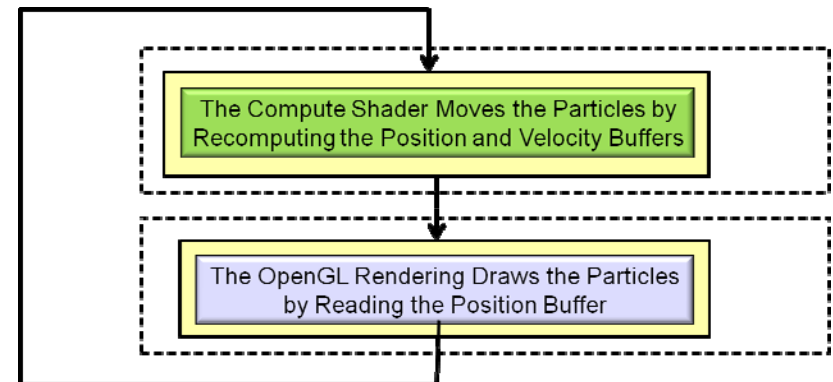 The Compute Shader Moves the Particles by
Recomputing the Position and Velocity Buffers
The OpenGL Rendering Draws the Particles
by Reading the Position Buffer